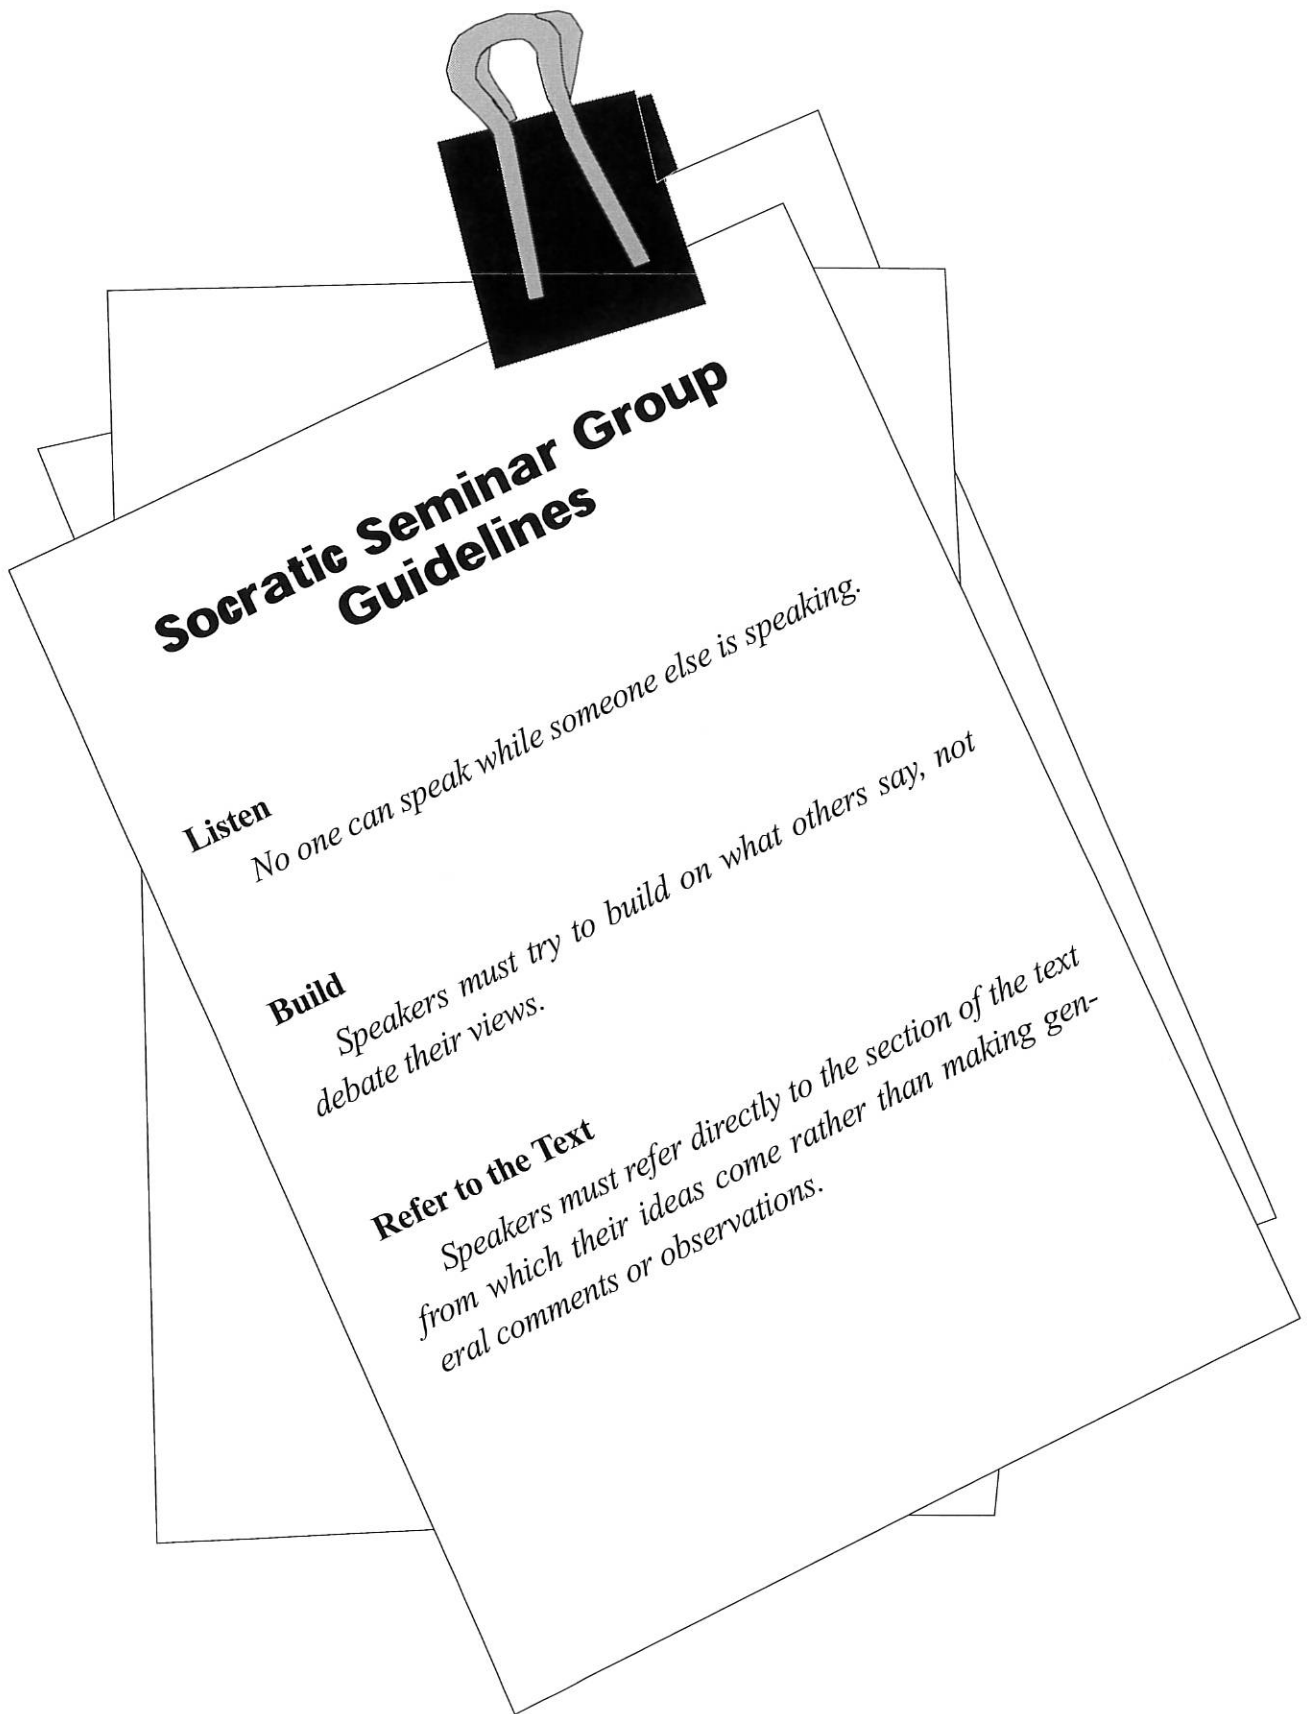 Socratic Seminar Group
Guidelines
Listen
No one can speak while someone else is speaking.
Build
Speakers must try to build on what others say, not
debate their views.
Refer to the Text
Speakers must refer directly to the section of the text
from which their ideas come rather than making gen-
eral comments or observations.